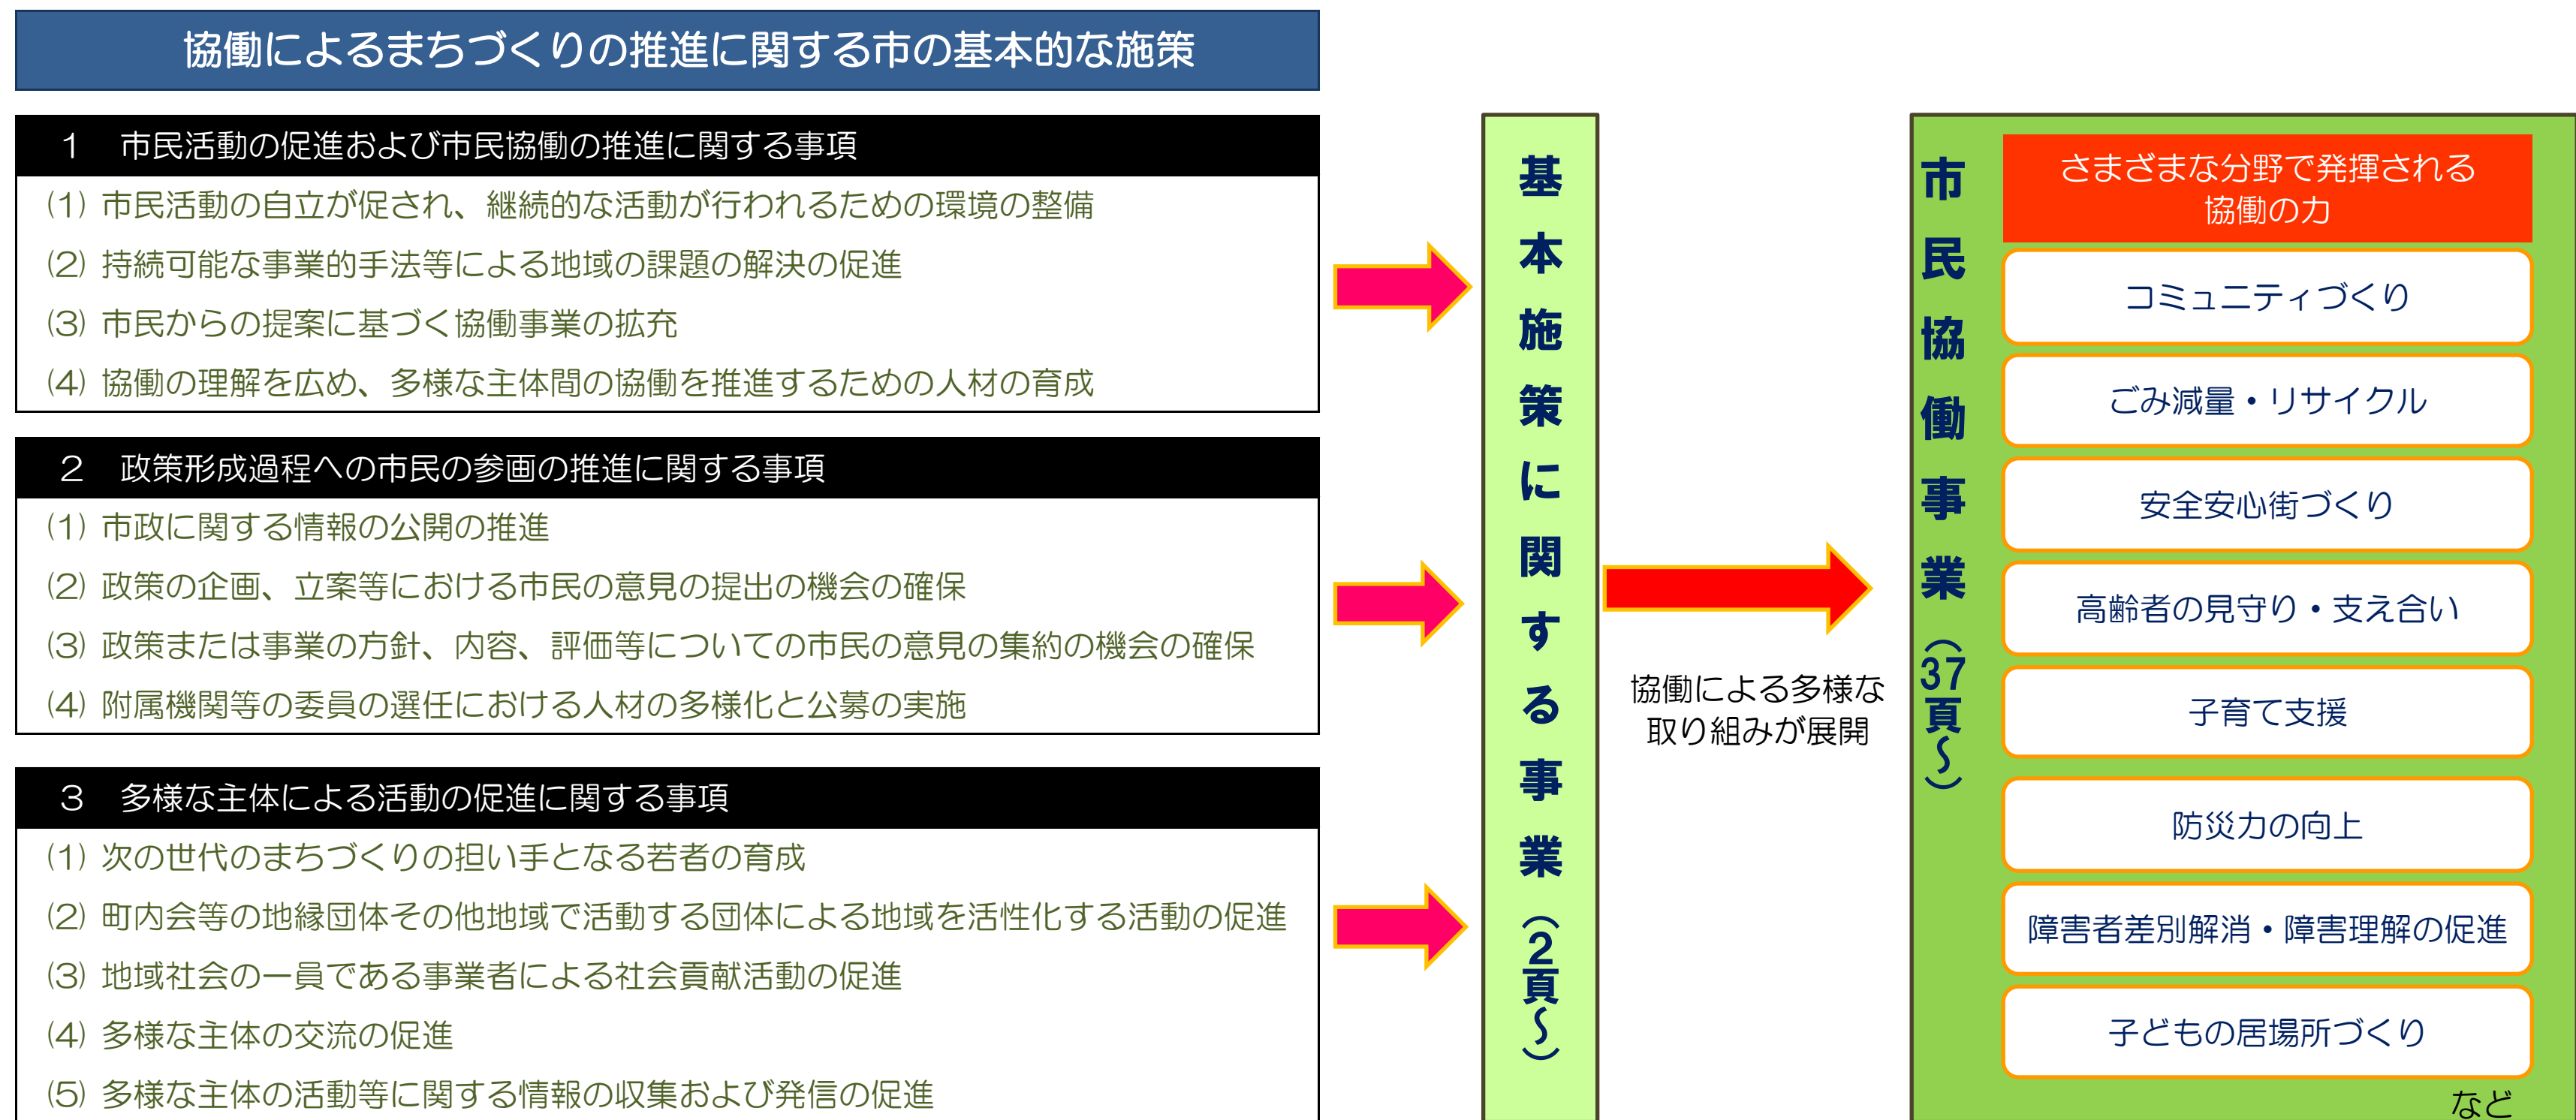 協働によるまちづくりの推進に関する市の基本的な施策
1 市民活動の促進および市民協働の推進に関する事項
(1) 市民活動の自立が促され、継続的な活動が行われるための環境の整備
(2) 持続可能な事業的手法等による地域の課題の解決の促進
(3) 市民からの提案に基づく協働事業の拡充
(4) 協働の理解を広め、多様な主体間の協働を推進するための人材の育成
2 政策形成過程への市民の参画の推進に関する事項
(1) 市政に関する情報の公開の推進
(2) 政策の企画、立案等における市民の意見の提出の機会の確保
(3) 政策または事業の方針、内容、評価等についての市民の意見の集約の機会の確保
(4) 附属機関等の委員の選任における人材の多様化と公募の実施
3 多様な主体による活動の促進に関する事項
(1) 次の世代のまちづくりの担い手となる若者の育成
(2) 町内会等の地縁団体その他地域で活動する団体による地域を活性化する活動の促進
(3) 地域社会の一員である事業者による社会貢献活動の促進
(4) 多様な主体の交流の促進
(5) 多様な主体の活動等に関する情報の収集および発信の促進
基本施策に関する事業(2頁~)
協働による多様な
取り組みが展開
市民協働事業(37頁~)
さまざまな分野で発揮される
協働の力
コミュニティづくり
ごみ減量・リサイクル
安全安心街づくり
高齢者の見守り・支え合い
子育て支援
防災力の向上
障害者差別解消・障害理解の促進
子どもの居場所づくり
など